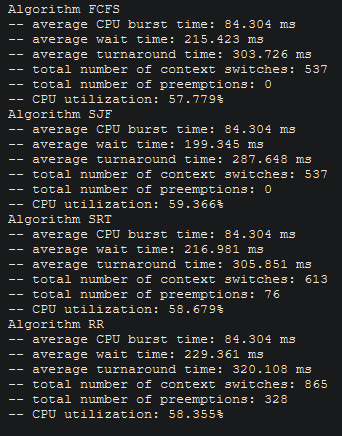 Algorithm FCFS
-- average CPU burst time: 84.304 ms
-- average wait time: 215.423 ms
-- average turnaround time: 303.726 ms
-- total number of context switches: 537
-- total number of preemptions: 0
-- CPU utilization: 57.779%
Algorithm SJF
-- average CPU burst time: 84.304 ms
-- average wait time: 199.345 ms
-- average turnaround time: 287.648 ms
-- total number of context switches: 537
-- total number of preemptions: 0
-- CPU utilization: 59.366%
Algorithm SRT
-- average CPU burst time: 84.304 ms
-- average wait time: 216.981 ms
-- average turnaround time: 305.851 ms
-- total number of context switches: 613
-- total number of preemptions: 76
-- CPU utilization: 58.679%
Algorithm RR
-- average CPU burst time: 84.304 ms
-- average wait time: 229.361 ms
-- average turnaround time: 320.108 ms
-- total number of context switches: 865
-- total number of preemptions: 328
-- CPU utilization: 58.355%